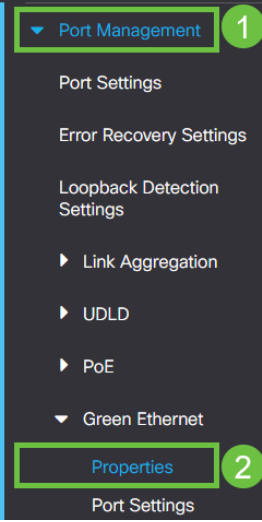 Port Management
1
Port Settings
Error Recovery Settings
Loopback Detection
Settings
Link Aggregation
UDLD
PoE
Green Ethernet
Properties
2
Port Settings